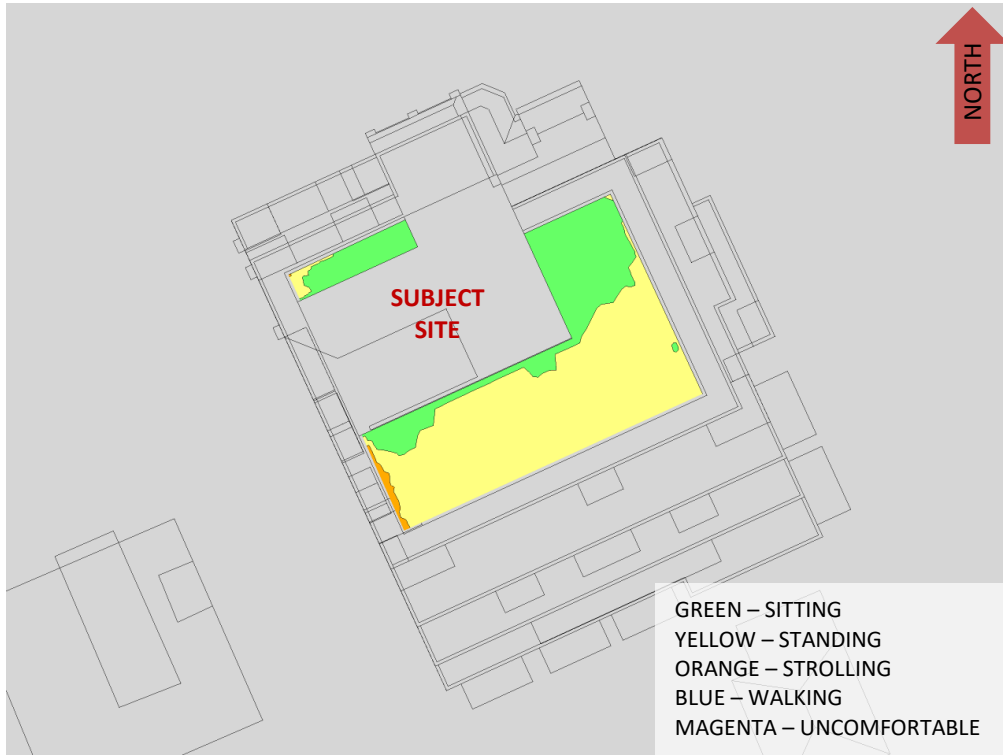 NORTH
SUBJECT
SITE
GREEN – SITTING
YELLOW – STANDING
ORANGE – STROLLING
BLUE – WALKING
MAGENTA – UNCOMFORTABLE